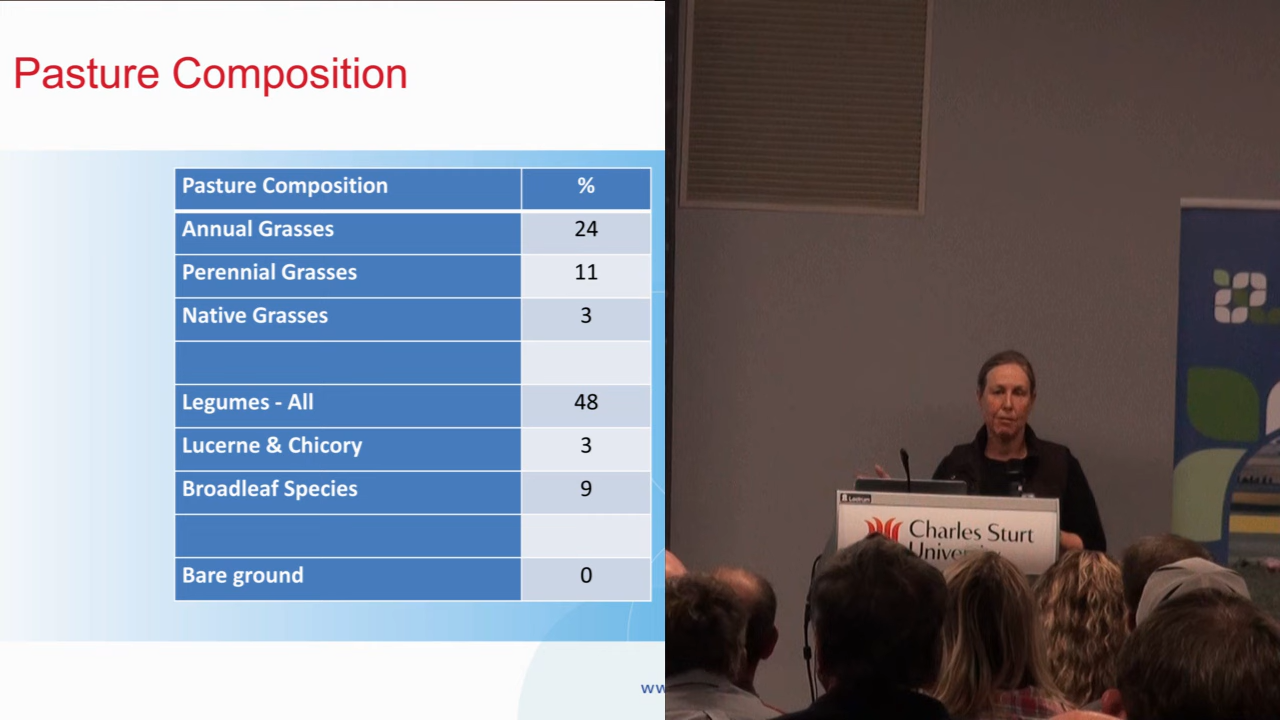 Pasture Composition
Pasture Composition %
Annual Grasses 24
Perennial Grasses 11
Native Grasses 3
Legumes - All 48
Lucerne & Chicory 3
Broadleaf Species 9
Bare ground 0
Charles Sturt